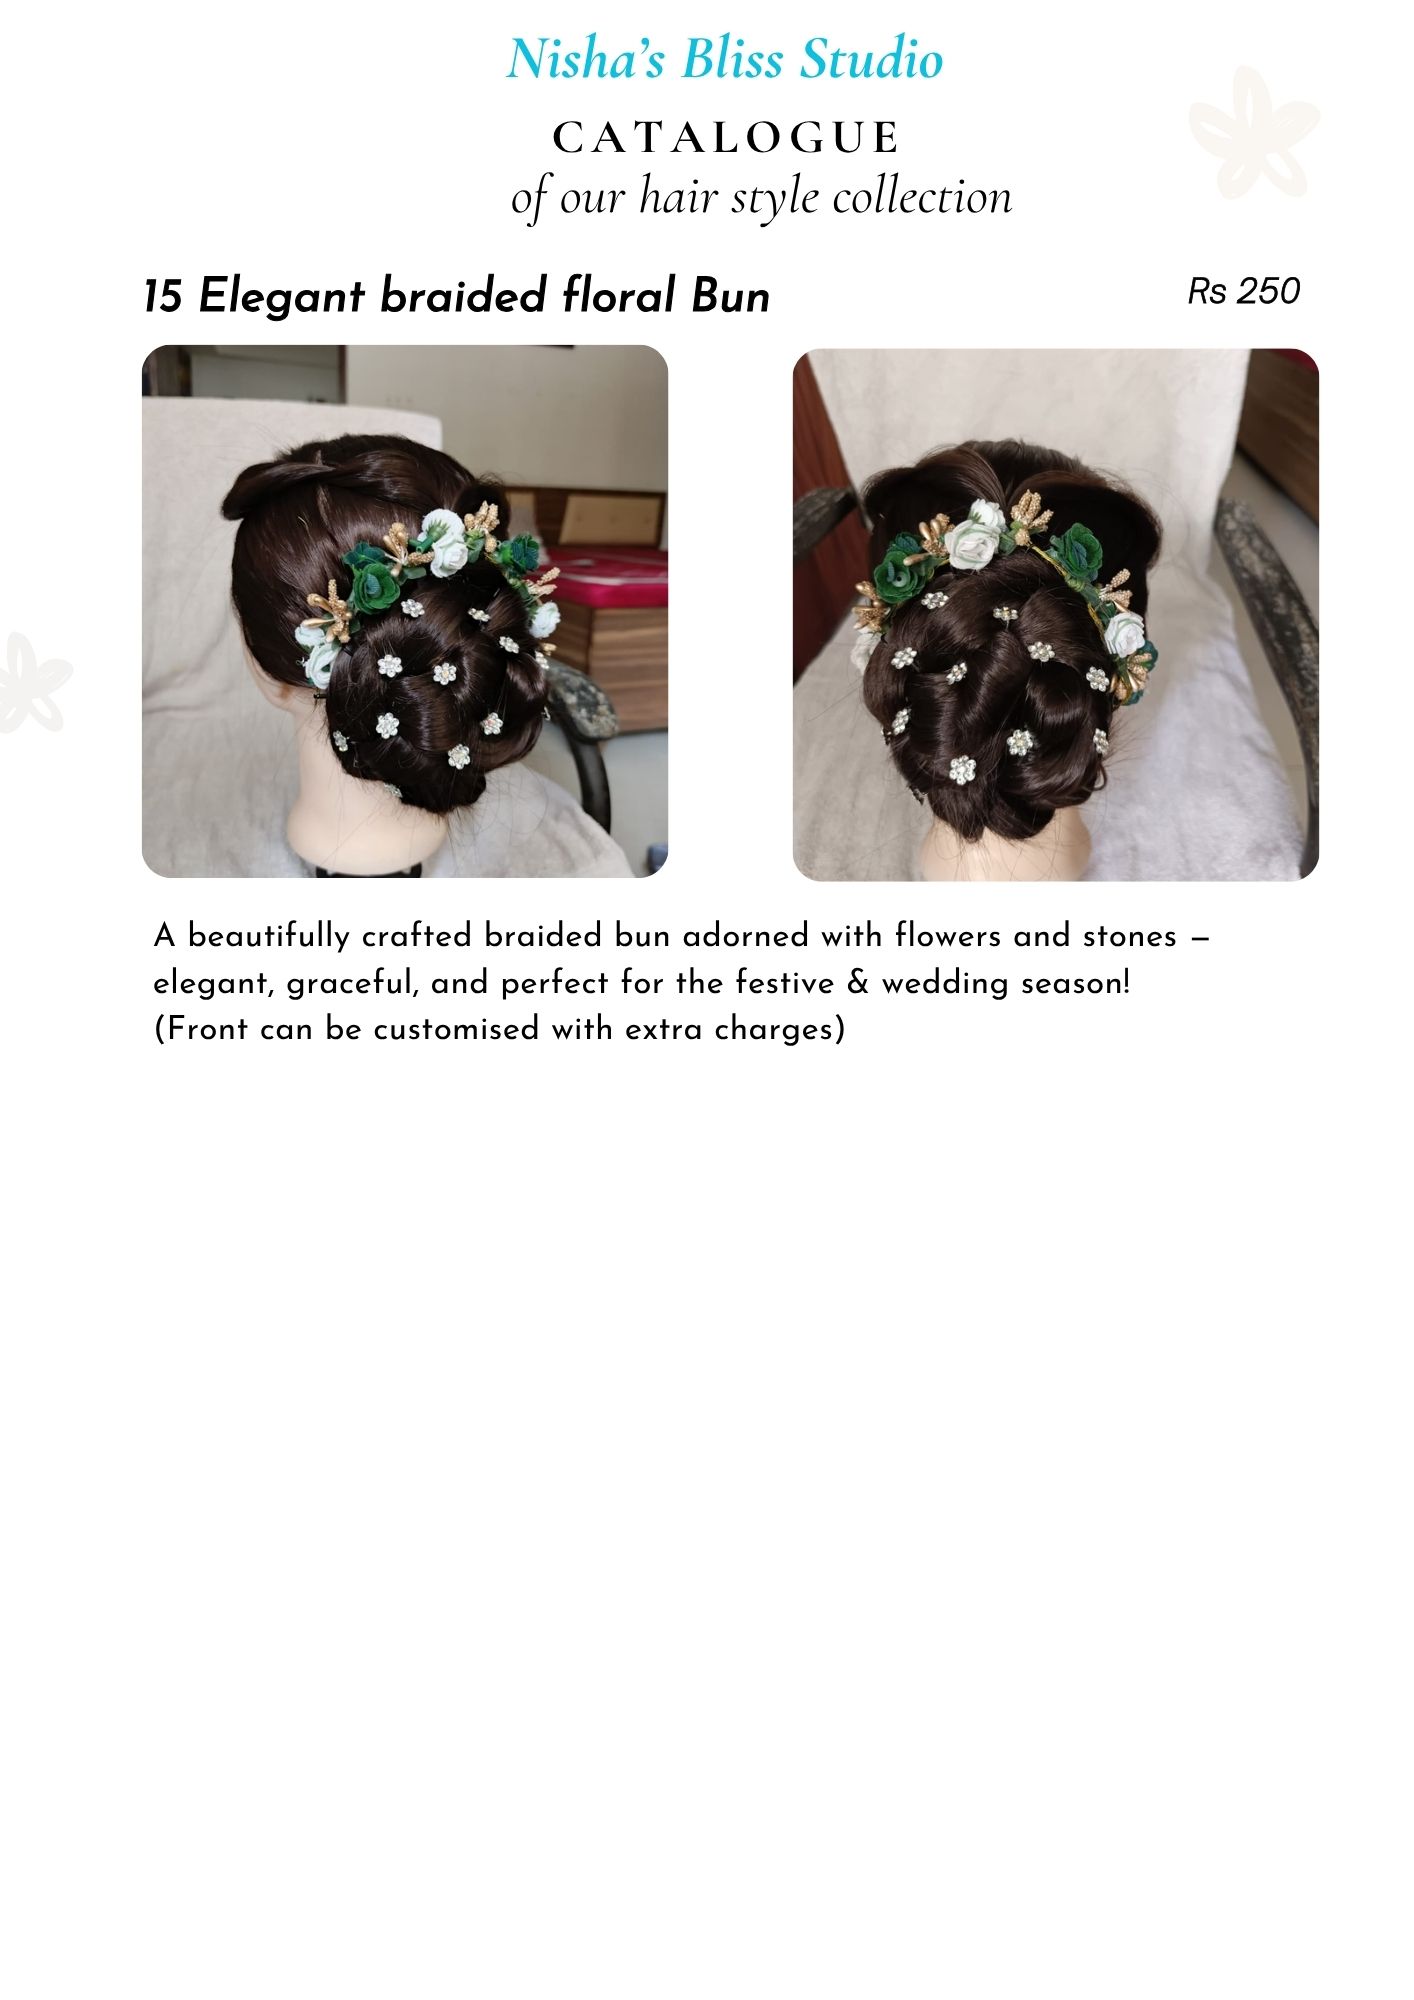 Nisha's Bliss Studio
CATALOGUE
of our hair style collection
15 Elegant braided floral Bun
Rs 250
A beautifully crafted braided bun adorned with flowers and stones –
elegant, graceful, and perfect for the festive & wedding season!
(Front can be customised with extra charges)